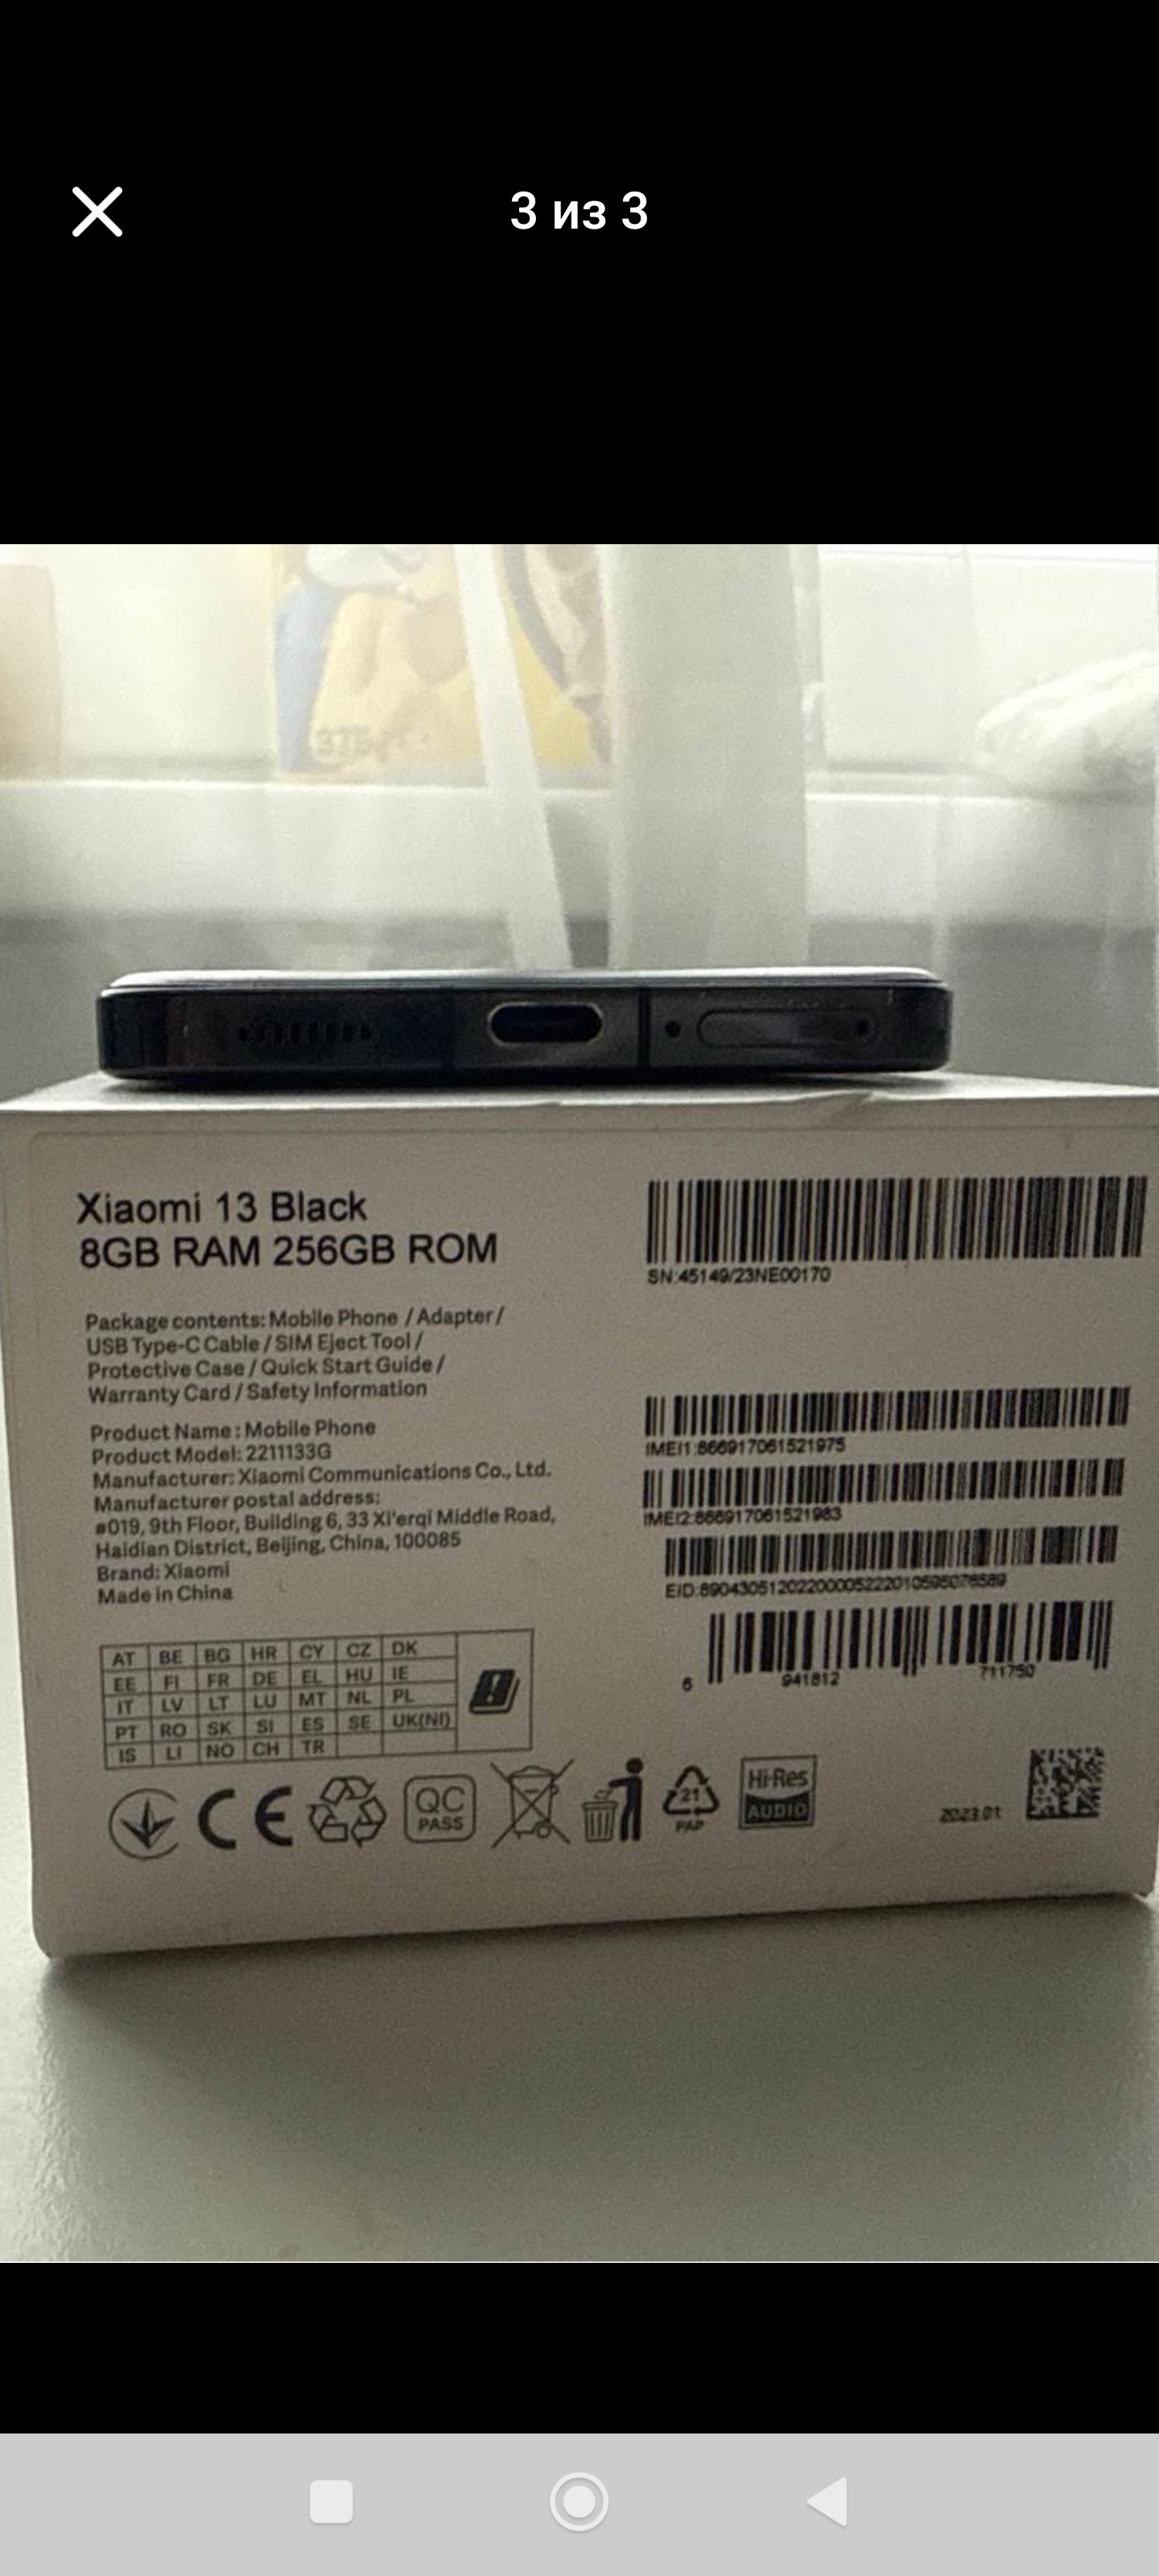 3 из 3
Xiaomi 13 Black
8GB RAM 256GB ROM
Package contents: Mobile Phone / Adapter /
USB Type-C Cable / SIM Eject Tool /
Protective Case / Quick Start Guide /
Warranty Card / Safety Information
Product Name : Mobile Phone
Product Model: 2211133G
Manufacturer: Xiaomi Communications Co., Ltd.
Manufacturer postal address:
#019, 9th Floor, Building 6, 33 Xi'erqi Middle Road,
Haidian District, Beijing, China, 100085
Brand: Xiaomi
Made in China
SN:45149/23NE00170
IMEI1:866917061521975
IMEI2:866917061521983
6 941812 711750
AT BE BG HR CY CZ DK
EE FI FR DE EL HU IE
IT LV LT LU MT NL PL
PT RO SK SI ES SE UK(NI)
IS LI NO CH TR
CE
QC
PASS
21
PAP
Hi-Res
AUDIO
2023.01